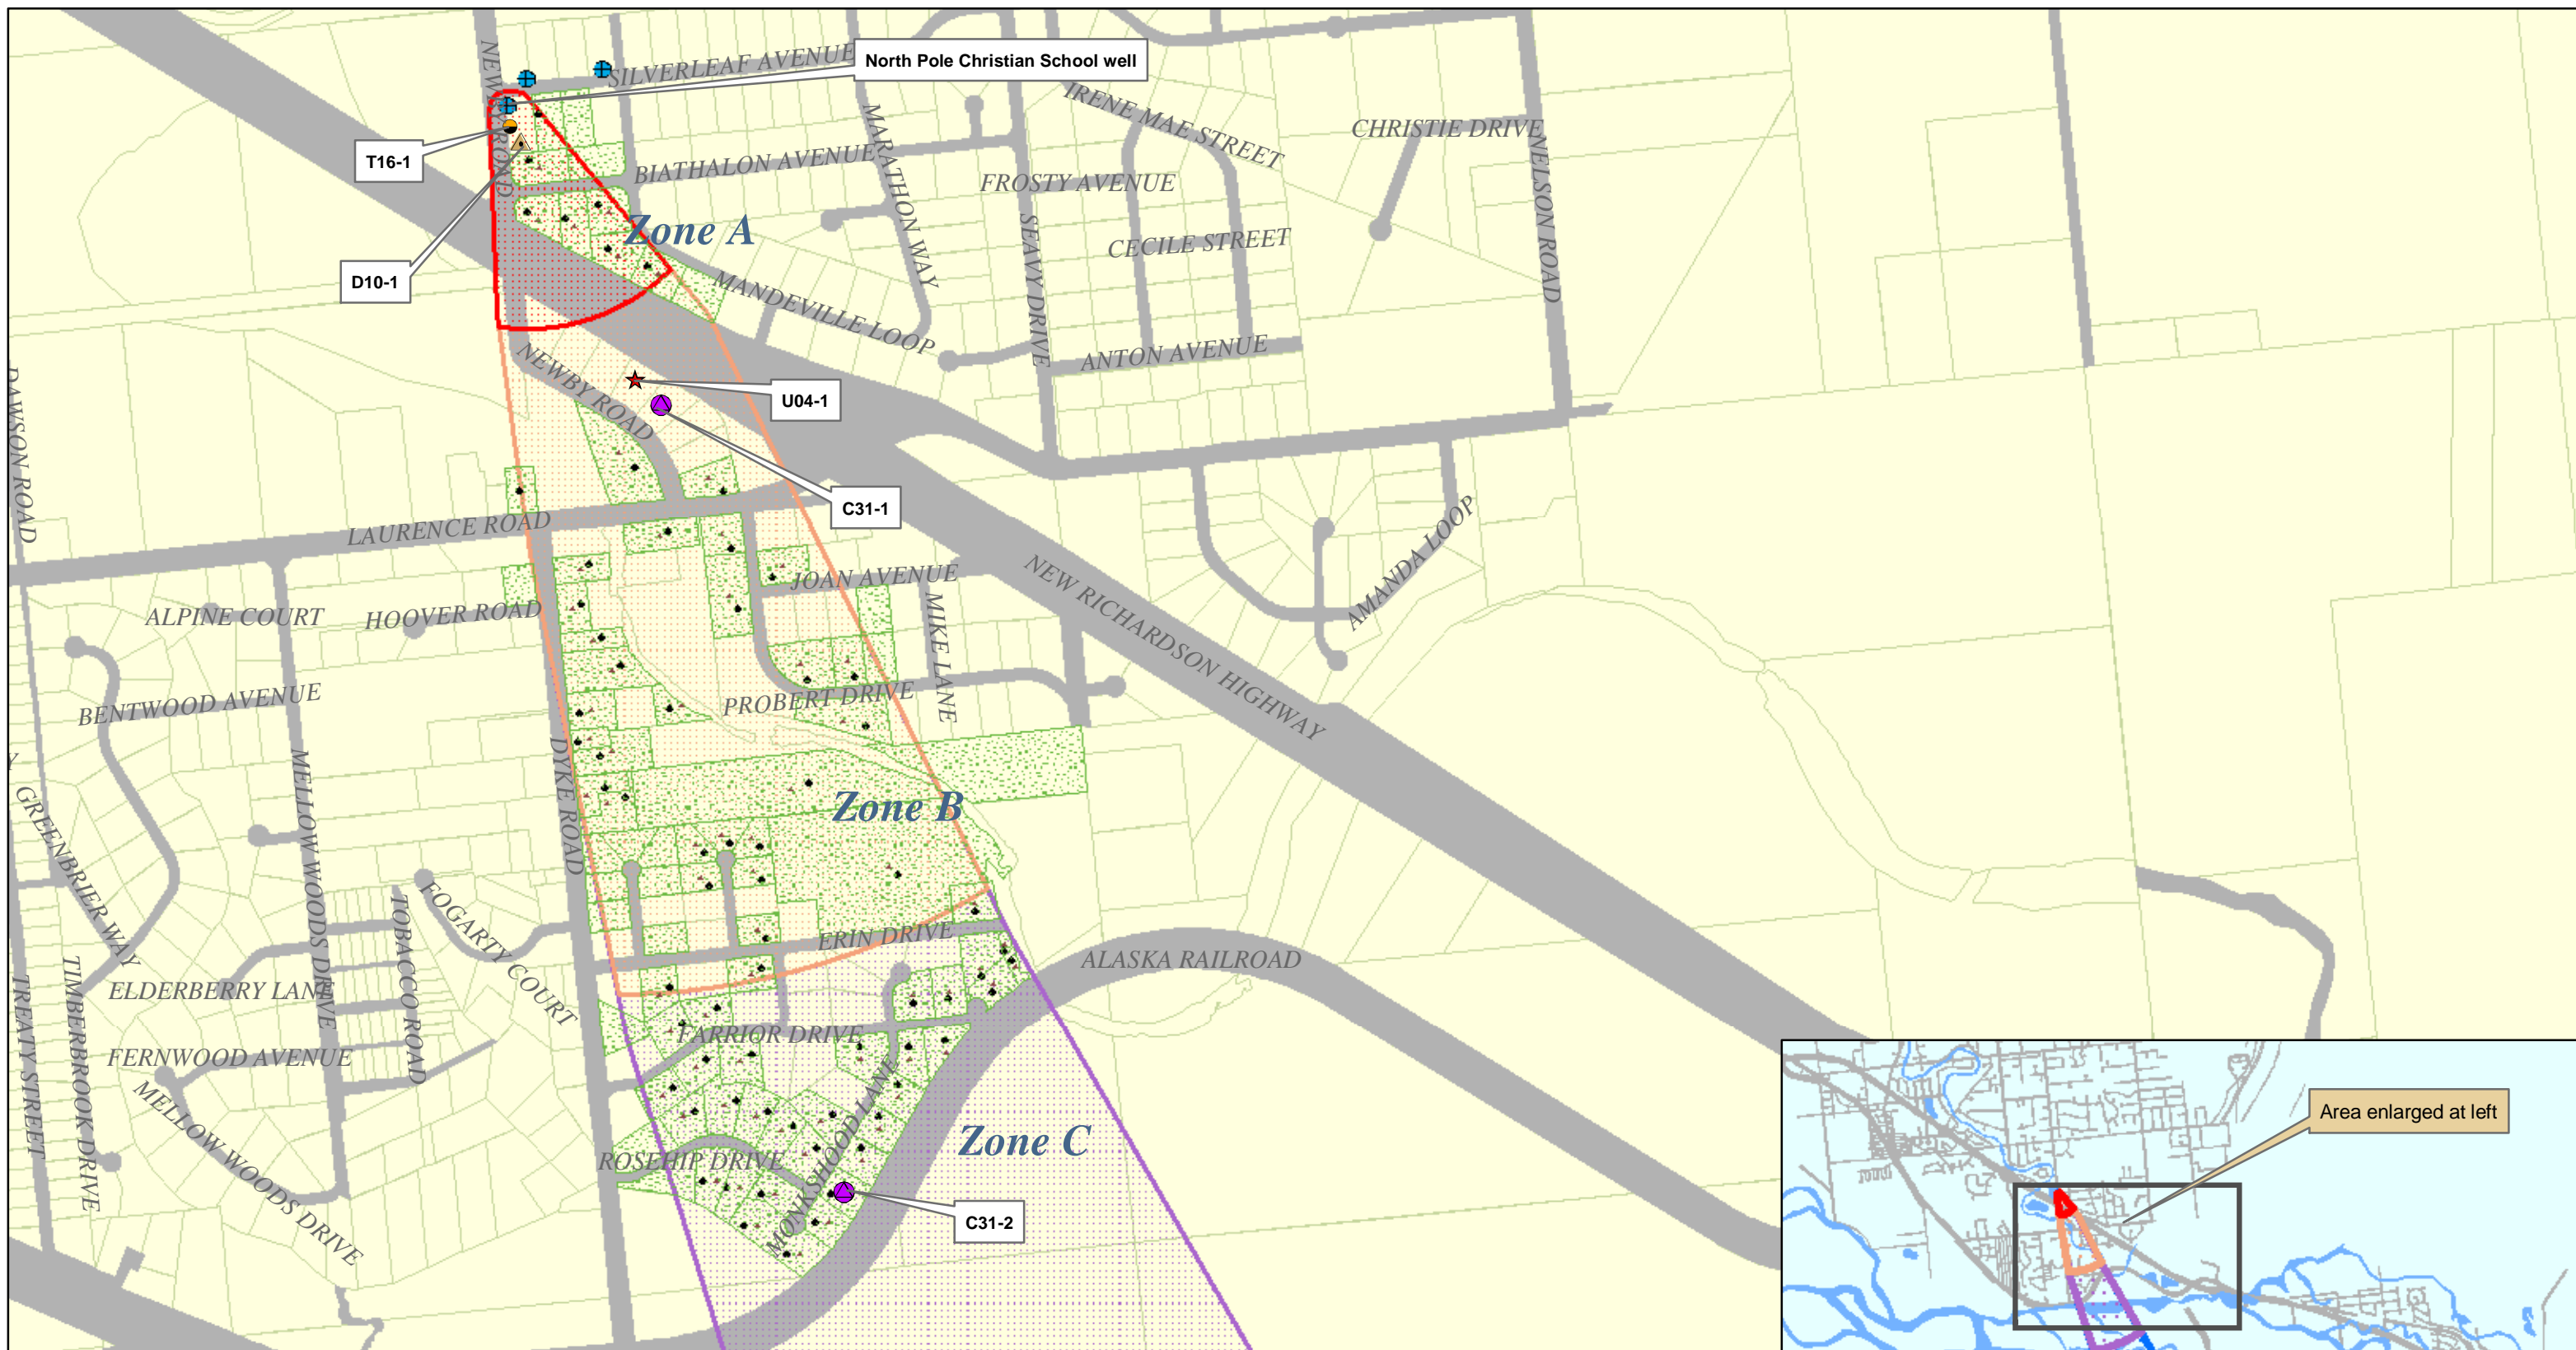 SILVERLEAF AVENUE
North Pole Christian School well
IRENE MAE STREET
CHRISTIE DRIVE
T16-1
BIATHALON AVENUE
MARATHON WAY
FROSTY AVENUE
NELSON ROAD
Zone A
SEAVY DRIVE
CECILE STREET
D10-1
MANDEVILLE LOOP
ANTON AVENUE
NEWBY ROAD
U04-1
DAWSON ROAD
C31-1
LAURENCE ROAD
JOAN AVENUE
NEW RICHARDSON HIGHWAY
AMANDA LOOP
ALPINE COURT
HOOVER ROAD
MIKE LANE
BENTWOOD AVENUE
PROBERT DRIVE
DYKE ROAD
MELLOW WOODS DRIVE
Y
GREENBRIER WAY
Zone B
TOBACCO ROAD
FOGARTY COURT
ERIN DRIVE
ALASKA RAILROAD
ELDERBERRY LANE
TREATY STREET
TIMBERBROOK DRIVE
FARRIOR DRIVE
FERNWOOD AVENUE
MELLOW WOODS DRIVE
MONKSHOOD LANE
Zone C
ROSEHIP DRIVE
C31-2
Area enlarged at left